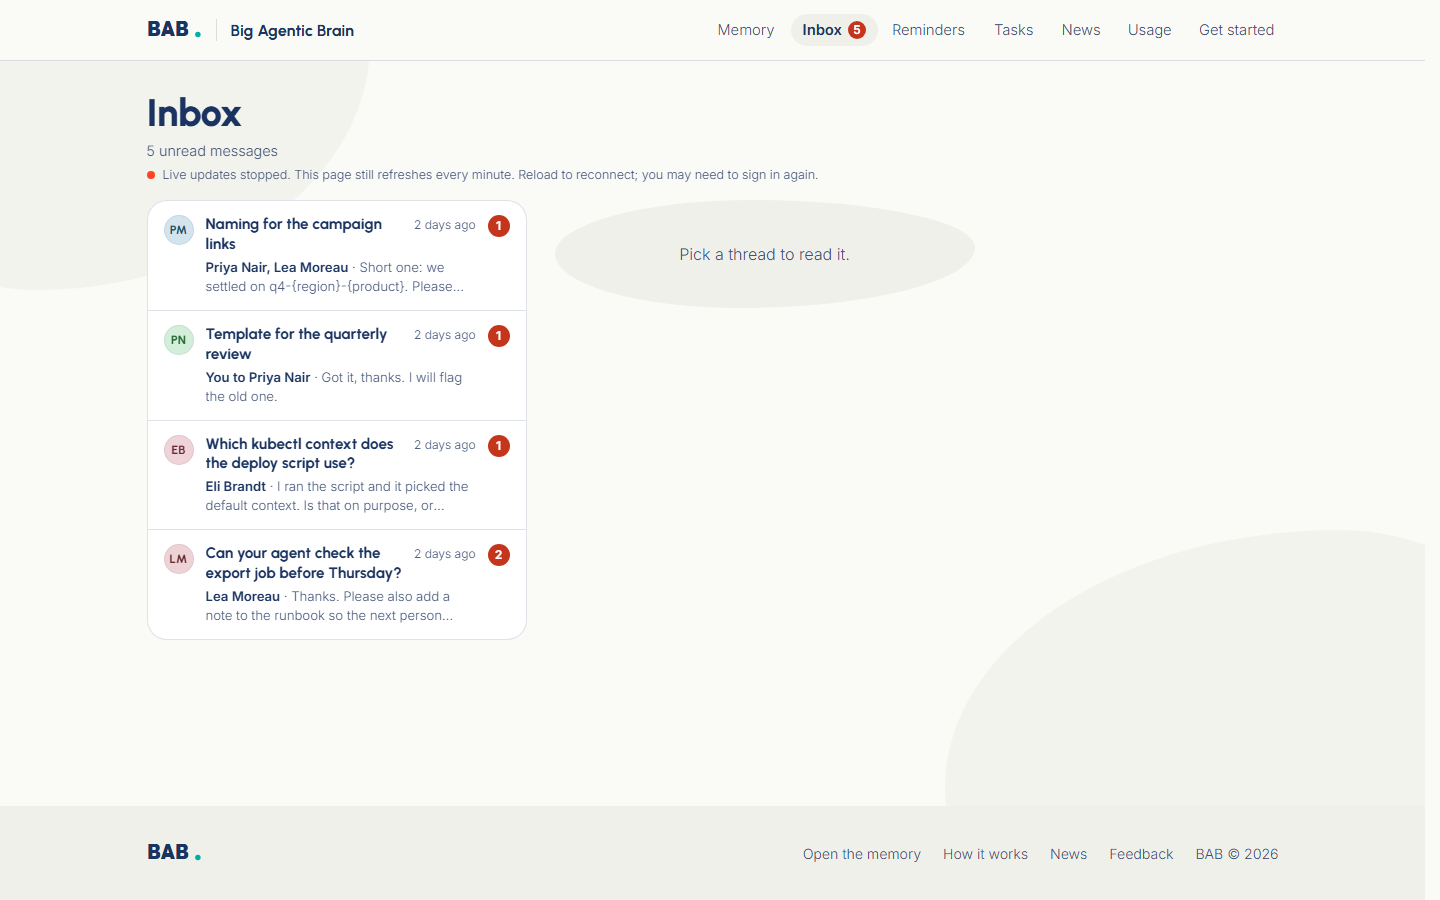 BAB. Big Agentic Brain
Memory Inbox 5 Reminders Tasks News Usage Get started
Inbox
5 unread messages
Live updates stopped. This page still refreshes every minute. Reload to reconnect; you may need to sign in again.
PM Naming for the campaign 2 days ago 1
links
Priya Nair, Lea Moreau · Short one: we
settled on q4-{region}-{product}. Please...
Pick a thread to read it.
PN Template for the quarterly 2 days ago 1
review
You to Priya Nair · Got it, thanks. I will flag
the old one.
EB Which kubectl context does 2 days ago 1
the deploy script use?
Eli Brandt · I ran the script and it picked the
default context. Is that on purpose, or...
LM Can your agent check the 2 days ago 2
export job before Thursday?
Lea Moreau · Thanks. Please also add a
note to the runbook so the next person...
BAB. Open the memory How it works News Feedback BAB © 2026